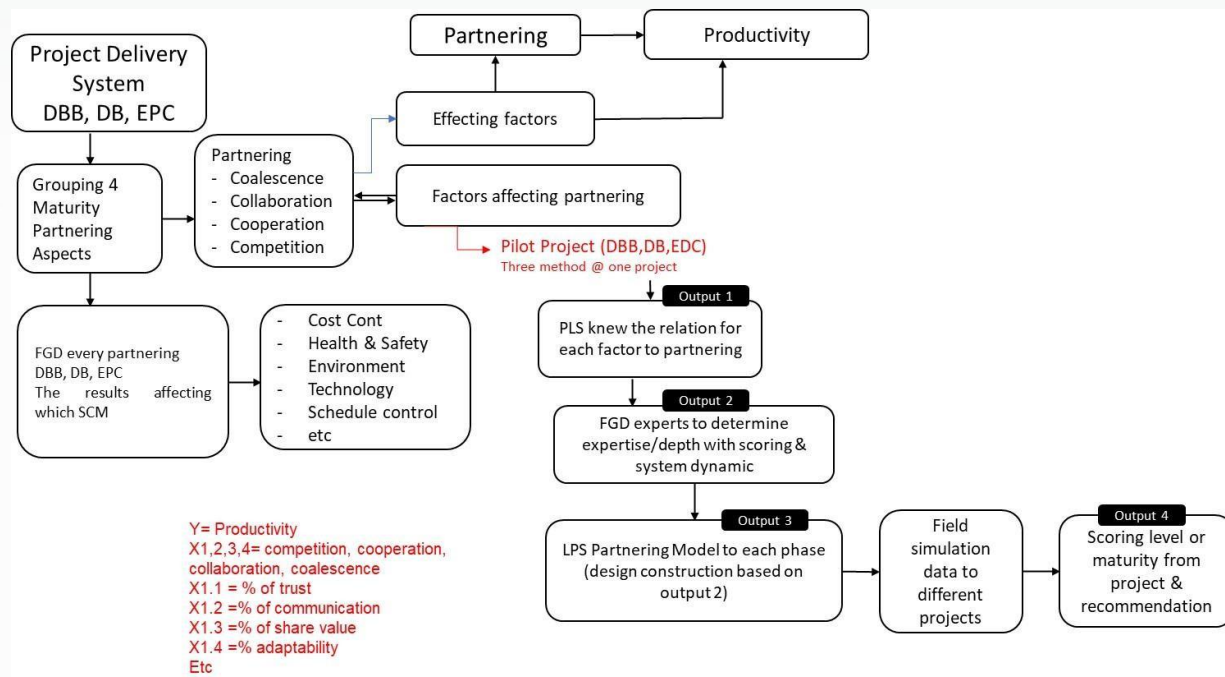 Project Delivery
System
DBB, DB, EPC
Partnering
Productivity
Effecting factors
Grouping 4
Maturity
Partnering
Aspects
Partnering
- Coalescence
- Collaboration
- Cooperation
- Competition
Factors affecting partnering
Pilot Project (DBB,DB,EDC)
Three method @ one project
FGD every partnering
DBB, DB, EPC
The results affecting
which SCM
- Cost Cont
- Health & Safety
- Environment
- Technology
- Schedule control
- etc
Output 1
PLS knew the relation for
each factor to partnering
Output 2
FGD experts to determine
expertise/depth with scoring &
system dynamic
Output 3
LPS Partnering Model to each phase
(design construction based on
output 2)
Field
simulation
data to
different
projects
Output 4
Scoring level or
maturity from
project &
recommendation
Y= Productivity
X1,2,3,4= competition, cooperation,
collaboration, coalescence
X1.1 = % of trust
X1.2 =% of communication
X1.3 =% of share value
X1.4 =% adaptability
Etc